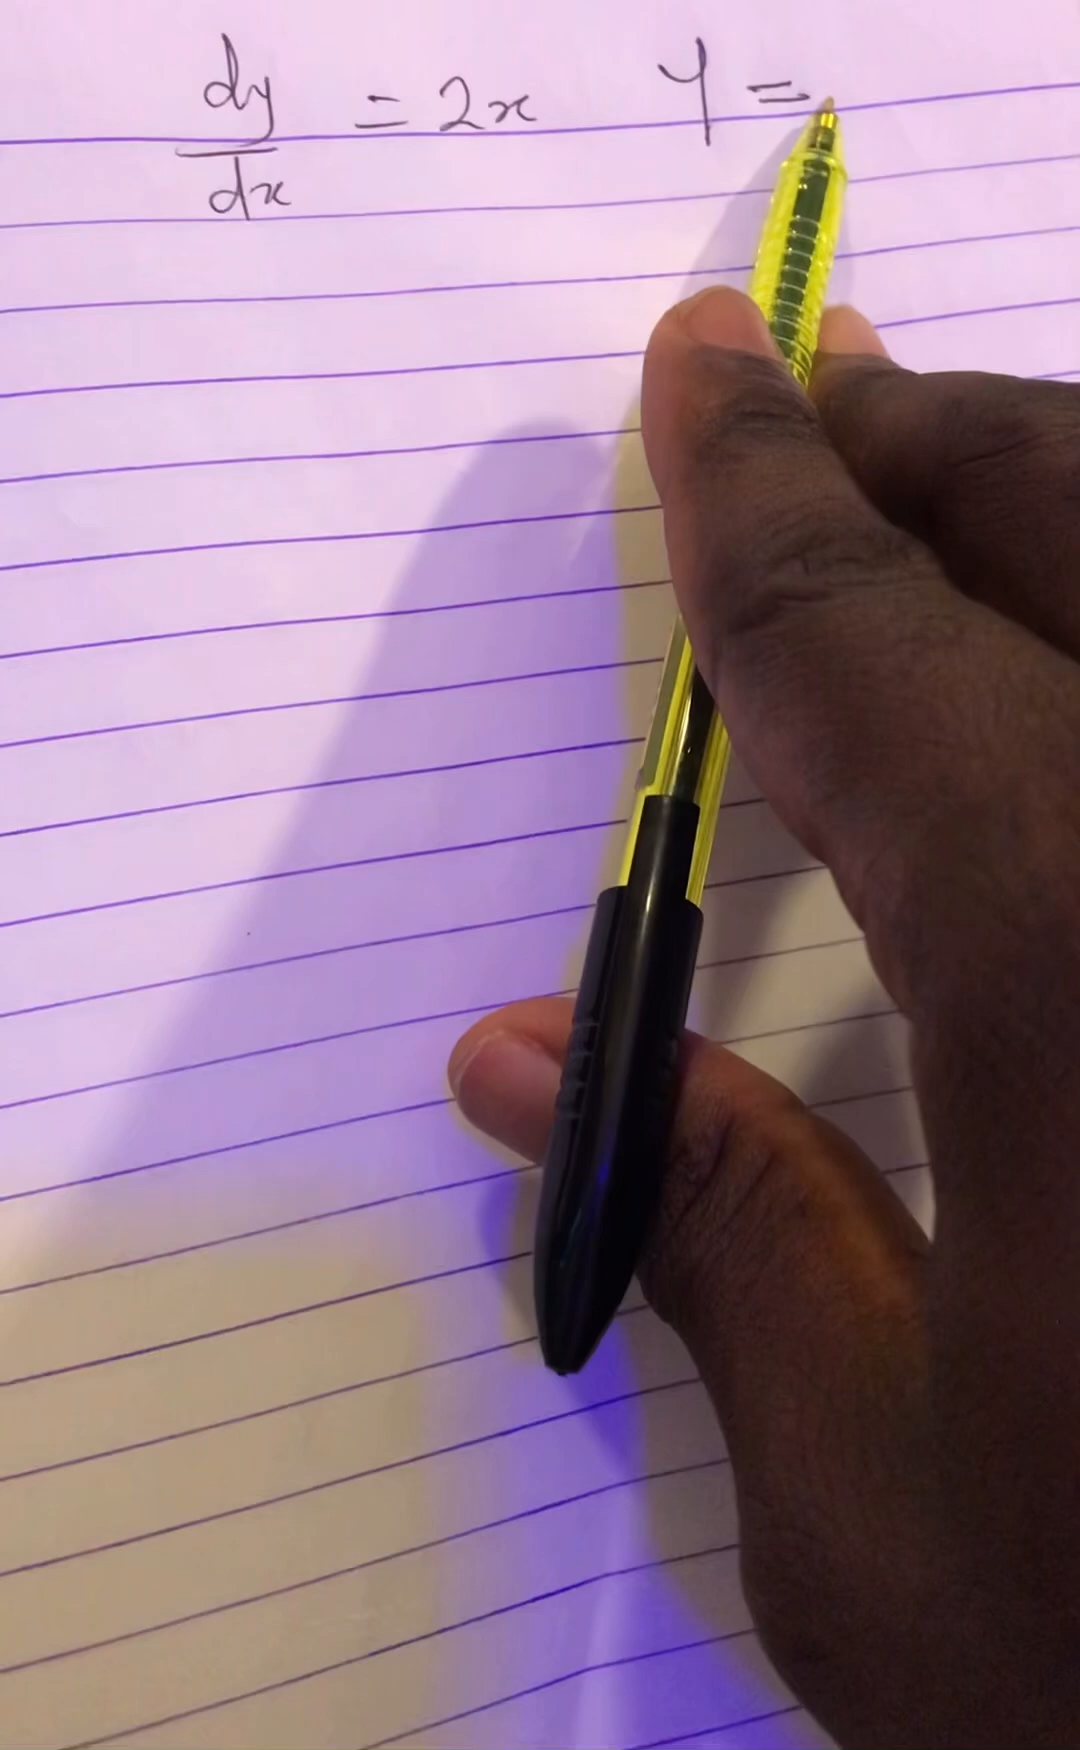 dy/dx = 2x y =